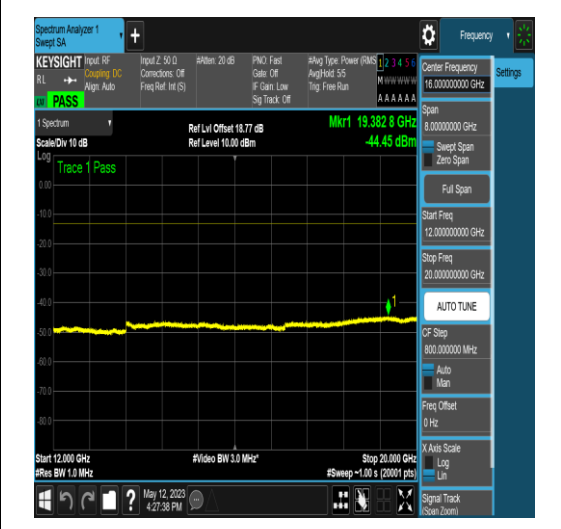 Spectrum Analyzer 1
Swept SA
Frequency
KEYSIGHT
RL
PASS
Input: RF
Coupling: DC
Align: Auto
Input Z: 50 Ω
Corrections: Off
Freq Ref: Int (S)
#Atten: 20 dB
PNO: Fast
Gate: Off
IF Gain: Low
Sig Track: Off
#Avg Type: Power (RMS
Avg|Hold: 5/5
Trig: Free Run
1 2 3 4 5 6
M W W W W W
A A A A A A
Center Frequency
16.000000000 GHz
Settings
Span
8.00000000 GHz
Swept Span
Zero Span
Full Span
Start Freq
12.000000000 GHz
Stop Freq
20.000000000 GHz
AUTO TUNE
CF Step
800.000000 MHz
Auto
Man
Freq Offset
0 Hz
X Axis Scale
Log
Lin
Signal Track
(Span Zoom)
1 Spectrum
Scale/Div 10 dB
Ref Lvl Offset 18.77 dB
Ref Level 10.00 dBm
Mkr1 19.382 8 GHz
-44.45 dBm
Log
Trace 1 Pass
0.00
-10.0
-20.0
-30.0
-40.0
-50.0
-60.0
-70.0
-80.0
1
Start 12.000 GHz
#Res BW 1.0 MHz
#Video BW 3.0 MHz*
Stop 20.000 GHz
#Sweep ~1.00 s (20001 pts)
May 12, 2023
4:27:38 PM